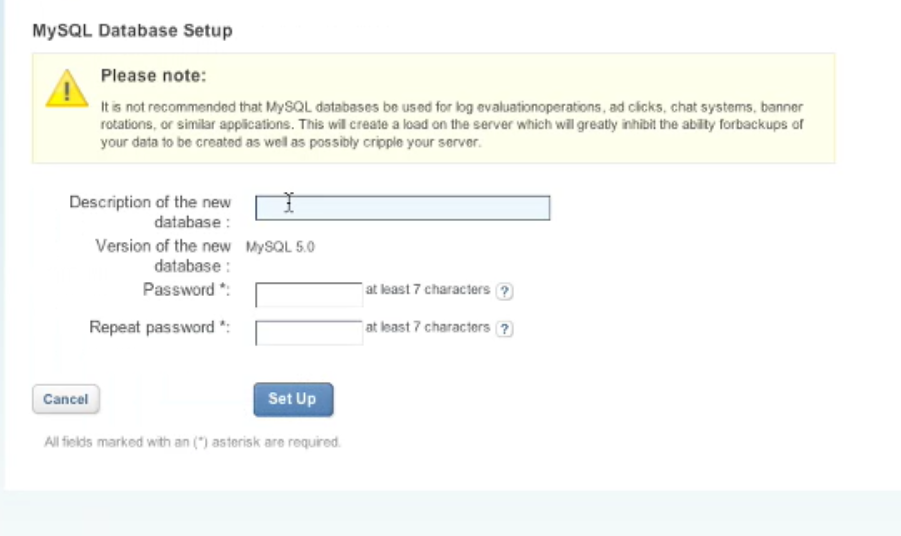 MySQL Database Setup
Please note:
It is not recommended that MySQL databases be used for log evaluationoperations, ad clicks, chat systems, banner
rotations, or similar applications. This will create a load on the server which will greatly inhibit the ability forbackups of
your data to be created as well as possibly cripple your server.
Description of the new
database :
Version of the new MySQL 5.0
database :
Password *: at least 7 characters ?
Repeat password *: at least 7 characters ?
Cancel Set Up
All fields marked with an (*) asterisk are required.